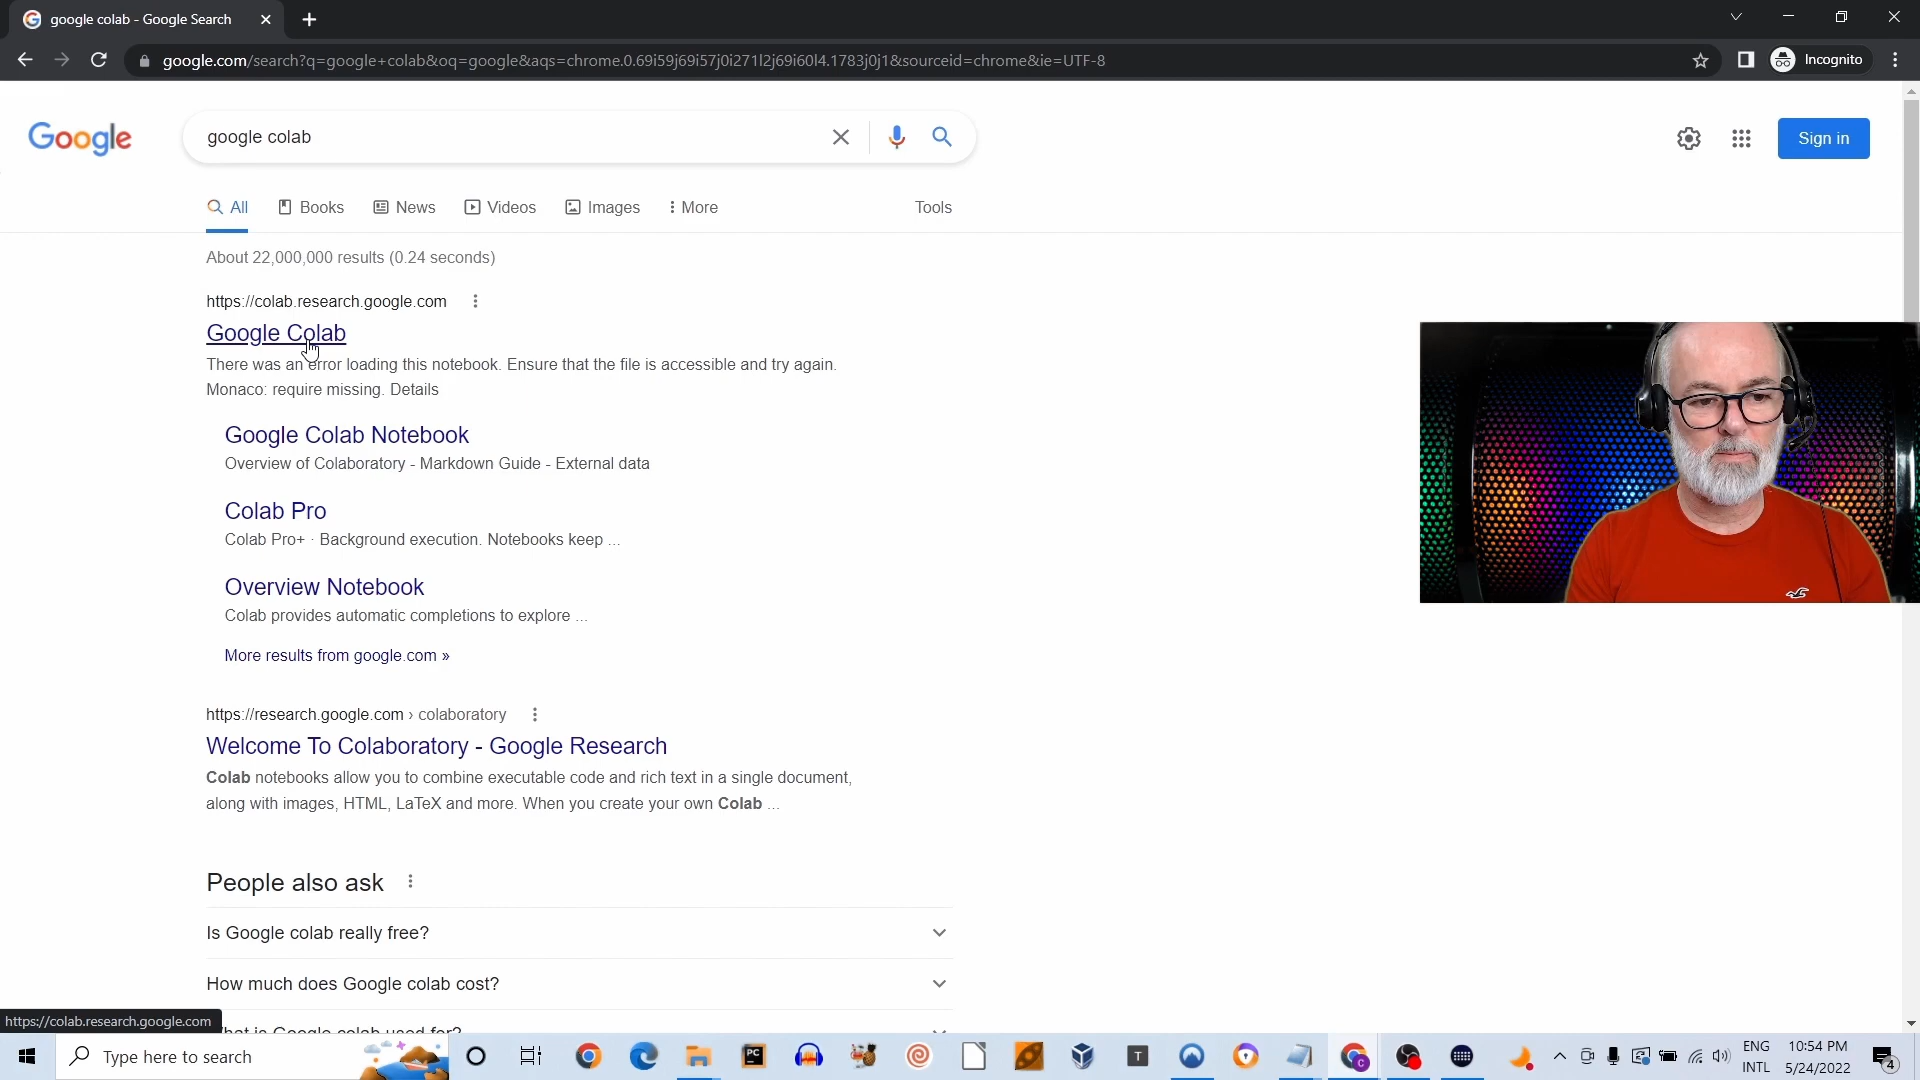 google colab - Google Search
google.com/search?q=google+colab&oq=google&aqs=chrome.0.69i59j69i57j0i271l2j69i60l4.1783j0j1&sourceid=chrome&ie=UTF-8
Incognito
Google
google colab
Sign in
All
Books
News
Videos
Images
More
Tools
About 22,000,000 results (0.24 seconds)
https://colab.research.google.com
Google Colab
There was an error loading this notebook. Ensure that the file is accessible and try again.
Monaco: require missing. Details
Google Colab Notebook
Overview of Colaboratory - Markdown Guide - External data
Colab Pro
Colab Pro+ · Background execution. Notebooks keep ...
Overview Notebook
Colab provides automatic completions to explore ...
More results from google.com »
https://research.google.com › colaboratory
Welcome To Colaboratory - Google Research
Colab notebooks allow you to combine executable code and rich text in a single document,
along with images, HTML, LaTeX and more. When you create your own Colab ...
People also ask
Is Google colab really free?
How much does Google colab cost?
https://colab.research.google.com
hat is Google colab used for?
Type here to search
PC
T
C
ENG
INTL
10:54 PM
5/24/2022
4